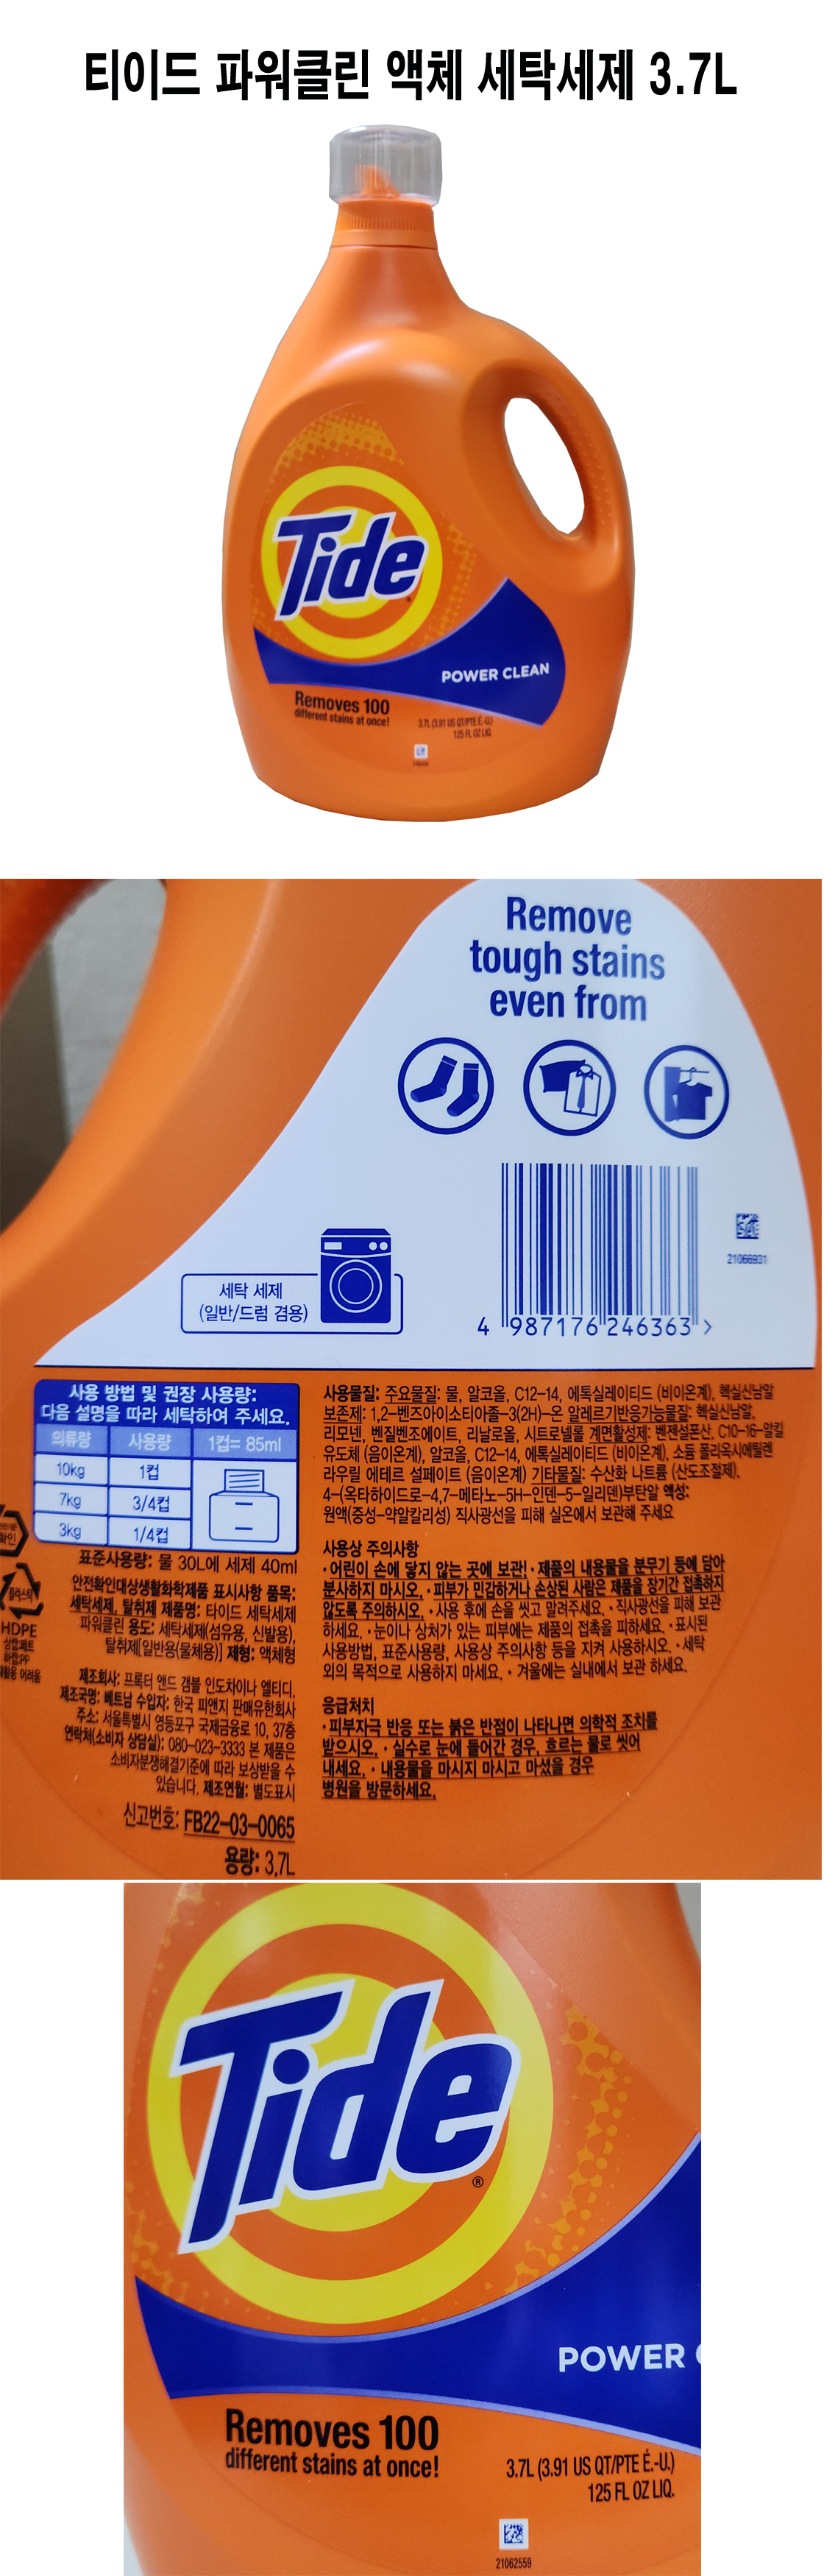 티이드 파워클린 액체 세탁세제 3.7L
Tide
POWER CLEAN
Removes 100
different stains at once!
3.7L (3.91 US QT/PTE É.-U.)
125 FL OZ LIQ.
Remove
tough stains
even from
세탁 세제
(일반/드럼 겸용)
21066931
4 987176 246363 >
사용 방법 및 권장 사용량:
다음 설명을 따라 세탁하여 주세요.
의류량 사용량 1컵= 85ml
10kg 1컵
7kg 3/4컵
3kg 1/4컵
표준사용량: 물 30L에 세제 40ml
안전확인대상생활화학제품 표시사항 품목:
세탁세제, 탈취제 제품명: 타이드 세탁세제
파워클린 용도: 세탁세제(섬유용, 신발용),
탈취제[일반용(물체용)] 제형: 액체형
제조회사: 프록터 앤드 갬블 인도차이나 엘티디,
제조국명: 베트남 수입자: 한국 피앤지 판매유한회사
주소: 서울특별시 영등포구 국제금융로 10, 37층
연락처(소비자 상담실): 080-023-3333 본 제품은
소비자분쟁해결기준에 따라 보상받을 수
있습니다. 제조연월: 별도표시
신고번호: FB22-03-0065
용량: 3.7L
확인
플라스틱
HDPE
사용물질: 주요물질: 물, 알코올, C12-14, 에톡실레이티드 (비이온계), 헥실신남알
보존제: 1,2-벤즈아이소티아졸-3(2H)-온 알레르기반응가능물질: 헥실신남알,
리모넨, 벤질벤조에이트, 리날로올, 시트로넬롤 계면활성제: 벤젠설폰산, C10-16-알킬
유도체 (음이온계), 알코올, C12-14, 에톡실레이티드 (비이온계), 소듐 폴리옥시에틸렌
라우릴 에테르 설페이트 (음이온계) 기타물질: 수산화 나트륨 (산도조절제),
4-(옥타하이드로-4,7-메타노-5H-인덴-5-일리덴)부탄알 액성:
원액(중성-약알칼리성) 직사광선을 피해 실온에서 보관해 주세요
사용상 주의사항
· 어린이 손에 닿지 않는 곳에 보관! · 제품의 내용물을 분무기 등에 담아
분사하지 마시오. · 피부가 민감하거나 손상된 사람은 제품을 장기간 접촉하지
않도록 주의하시오. · 사용 후에 손을 씻고 말려주세요. · 직사광선을 피해 보관
하세요. · 눈이나 상처가 있는 피부에는 제품의 접촉을 피하세요. · 표시된
사용방법, 표준사용량, 사용상 주의사항 등을 지켜 사용하시오. · 세탁
외의 목적으로 사용하지 마세요. · 겨울에는 실내에서 보관 하세요.
응급처치
· 피부자극 반응 또는 붉은 반점이 나타나면 의학적 조치를
받으시오. · 실수로 눈에 들어간 경우, 흐르는 물로 씻어
내세요. · 내용물을 마시지 마시고 마셨을 경우
병원을 방문하세요.
Tide
®
POWER
Removes 100
different stains at once!
3.7L (3.91 US QT/PTE É.-U.)
125 FL OZ LIQ.
21062559